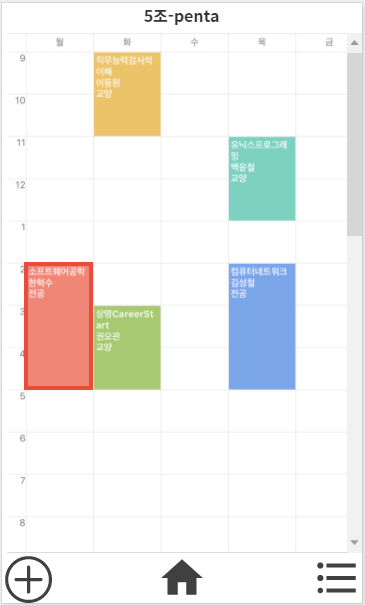 5조-penta
월 화 수 목 금
9
직무능력검사의
이해
이동원
교양
10
11
유닉스프로그래
밍
백윤철
교양
12
1
2
소프트웨어공학
한혁수
전공
컴퓨터네트워크
김성철
전공
3
상명CareerSt
art
권오관
교양
4
5
6
7
8